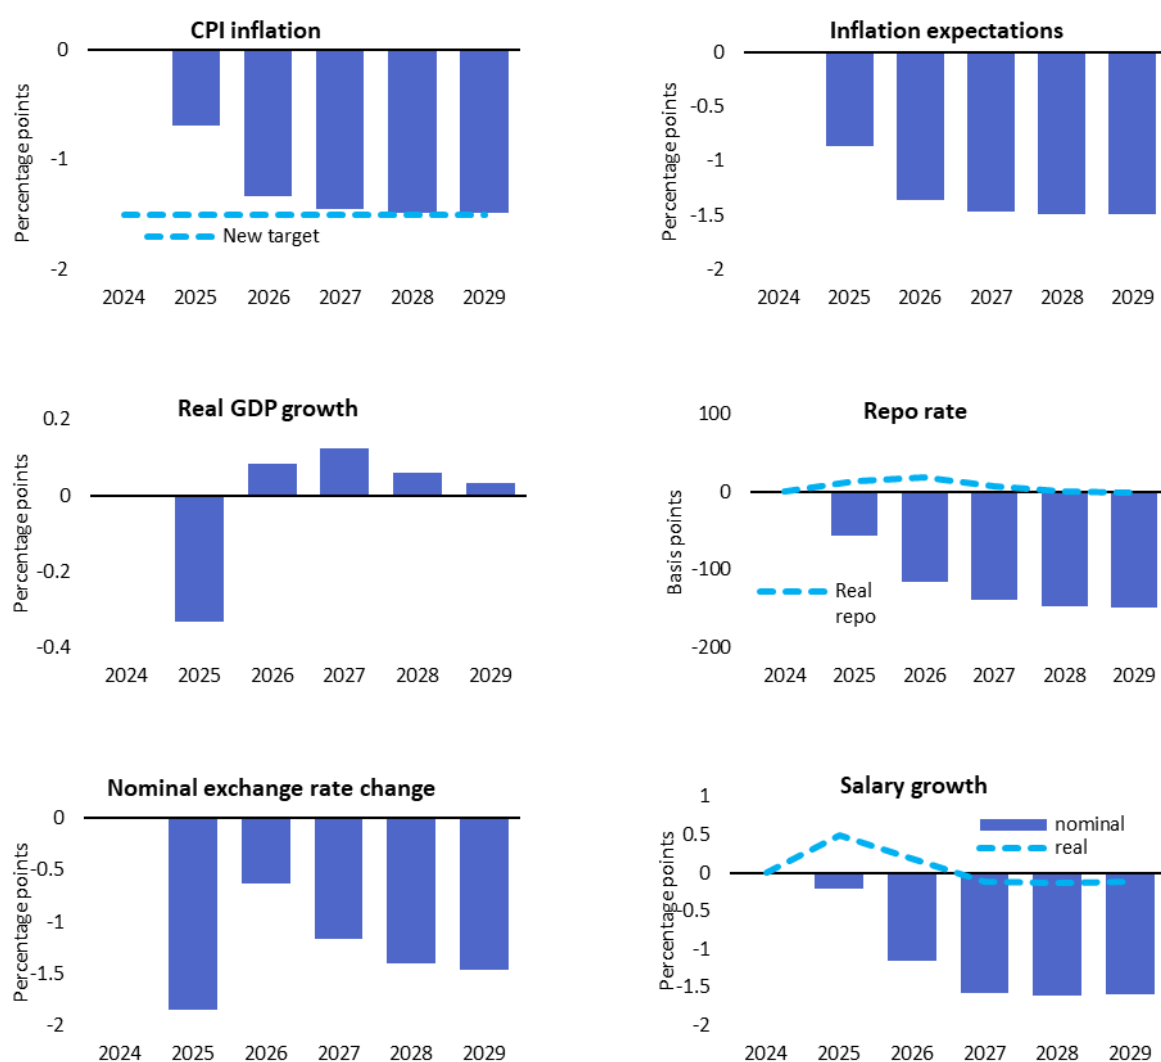 CPI inflation
0
-1
-2
Percentage points
New target
2024 2025 2026 2027 2028 2029
Inflation expectations
0
-0.5
-1
-1.5
-2
Percentage points
2024 2025 2026 2027 2028 2029
Real GDP growth
0.2
0
-0.2
-0.4
Percentage points
2024 2025 2026 2027 2028 2029
Repo rate
100
0
-100
-200
Basis points
Real
repo
2024 2025 2026 2027 2028 2029
Nominal exchange rate change
0
-0.5
-1
-1.5
-2
Percentage points
2024 2025 2026 2027 2028 2029
Salary growth
1
0.5
0
-0.5
-1
-1.5
-2
Percentage points
nominal
real
2024 2025 2026 2027 2028 2029